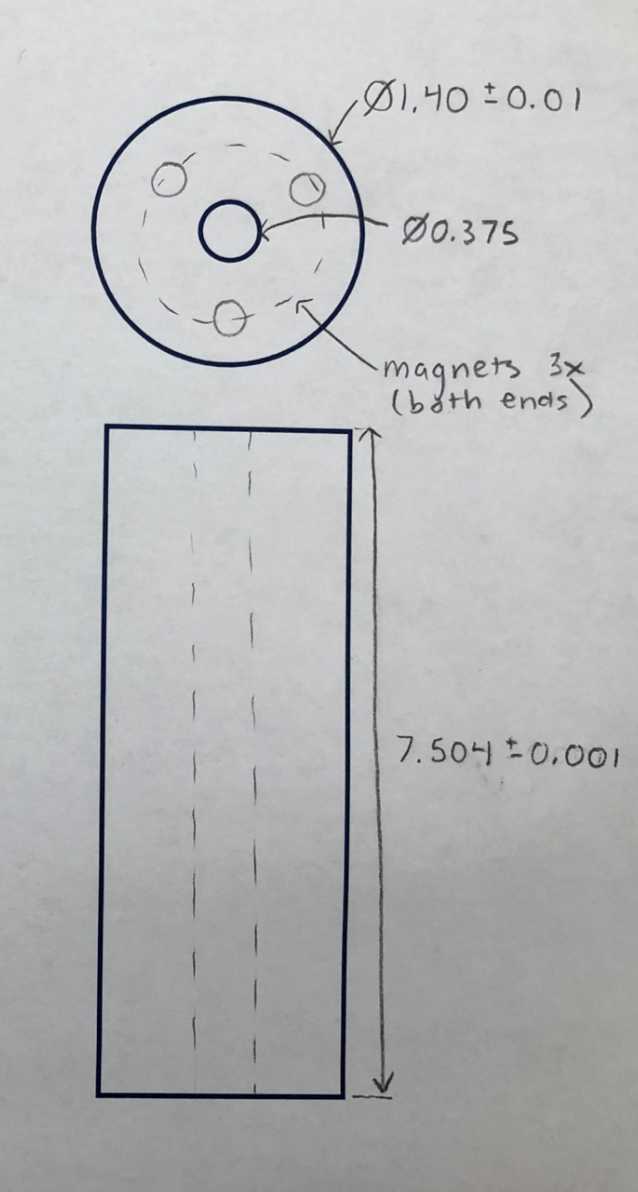 Ø1.40 ±0.01
Ø0.375
magnets 3x
(both ends)
7.504 ±0.001